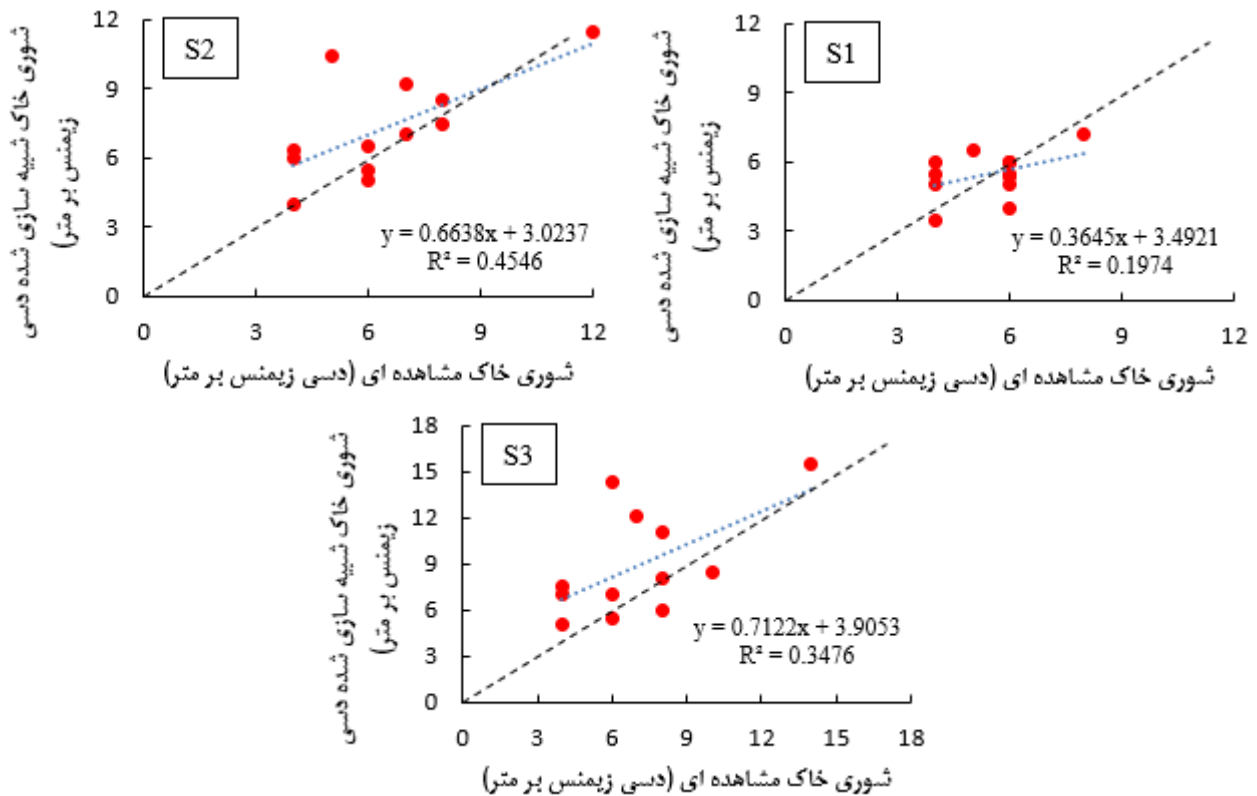 S2
شوری خاک شبیه سازی شده دسی
زیمنس بر متر)
12
9
6
3
0
0 3 6 9 12
y = 0.6638x + 3.0237
R² = 0.4546
شوری خاک مشاهده ای (دسی زیمنس بر متر)
S1
شوری خاک شبیه سازی شده دسی
زیمنس بر متر)
12
9
6
3
0
0 3 6 9 12
y = 0.3645x + 3.4921
R² = 0.1974
شوری خاک مشاهده ای (دسی زیمنس بر متر)
S3
شوری خاک شبیه سازی شده دسی
زیمنس بر متر)
18
15
12
9
6
3
0
0 3 6 9 12 15 18
y = 0.7122x + 3.9053
R² = 0.3476
شوری خاک مشاهده ای (دسی زیمنس بر متر)